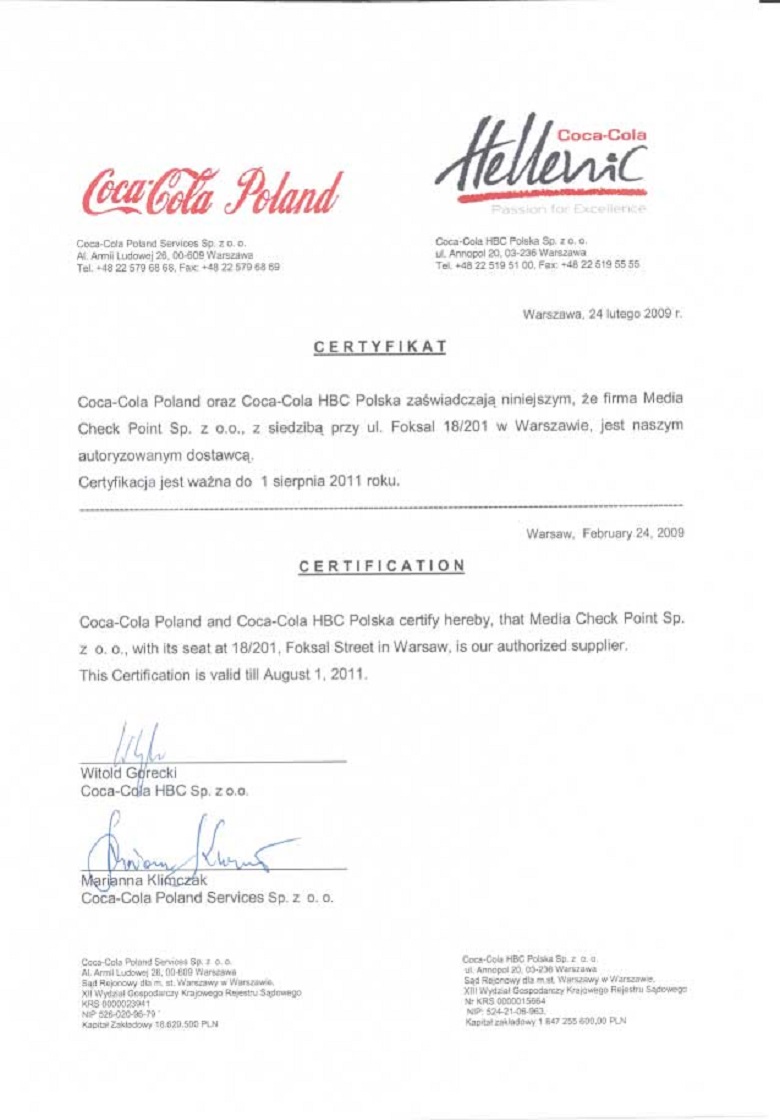 Coca-Cola Poland
Coca-Cola
Hellenic
Passion for Excellence
Coca-Cola Poland Services Sp. z o. o.
Al. Armii Ludowej 26, 00-609 Warszawa
Tel. +48 22 579 68 68, Fax: +48 22 579 68 69
Coca-Cola HBC Polska Sp. z o. o.
ul. Annopol 20, 03-236 Warszawa
Tel. +48 22 519 51 00, Fax: +48 22 519 55 55
Warszawa, 24 lutego 2009 r.
CERTYFIKAT
Coca-Cola Poland oraz Coca-Cola HBC Polska zaświadczają niniejszym, że firma Media
Check Point Sp. z o.o., z siedzibą przy ul. Foksal 18/201 w Warszawie, jest naszym
autoryzowanym dostawcą.
Certyfikacja jest ważna do 1 sierpnia 2011 roku.
Warsaw, February 24, 2009
CERTIFICATION
Coca-Cola Poland and Coca-Cola HBC Polska certify hereby, that Media Check Point Sp.
z o. o., with its seat at 18/201, Foksal Street in Warsaw, is our authorized supplier.
This Certification is valid till August 1, 2011.
Witold Górecki
Coca-Cola HBC Sp. z o.o.
Marianna Klimczak
Coca-Cola Poland Services Sp. z o. o.
Coca-Cola Poland Services Sp. z o. o.
Al. Armii Ludowej 26, 00-609 Warszawa
Sąd Rejonowy dla m. st. Warszawy w Warszawie,
XII Wydział Gospodarczy Krajowego Rejestru Sądowego
KRS 0000023941
NIP 526-020-96-79
Kapitał Zakładowy 16.620.500 PLN
Coca-Cola HBC Polska Sp. z o. o.
ul. Annopol 20, 03-236 Warszawa
Sąd Rejonowy dla m.st. Warszawy w Warszawie,
XIII Wydział Gospodarczy Krajowego Rejestru Sądowego
Nr KRS 0000015664
NIP: 524-21-06-963,
Kapitał zakładowy 1 847 255 600,00 PLN